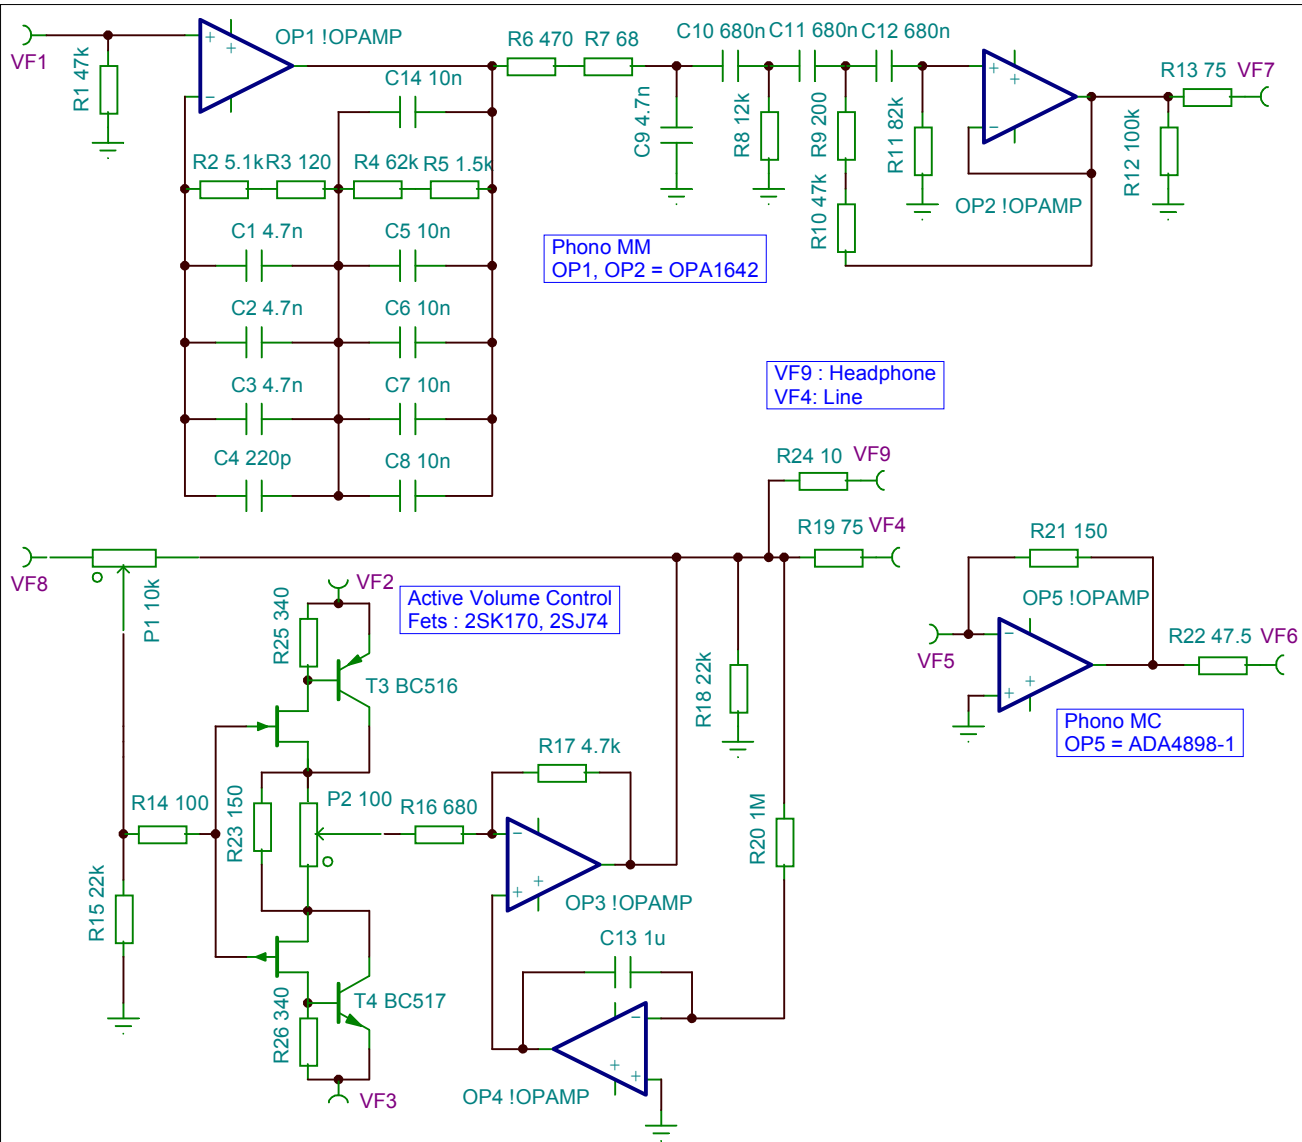 VF1
R1 47k
OP1 !OPAMP
C14 10n
R6 470
R7 68
C10 680n
C11 680n
C12 680n
R13 75
VF7
C9 4.7n
R8 12k
R9 200
R10 47k
R11 82k
R12 100k
OP2 !OPAMP
R2 5.1k
R3 120
R4 62k
R5 1.5k
C1 4.7n
C5 10n
C2 4.7n
C6 10n
C3 4.7n
C7 10n
C4 220p
C8 10n
Phono MM
OP1, OP2 = OPA1642
VF9 : Headphone
VF4: Line
R24 10
VF9
R19 75
VF4
VF8
P1 10k
R25 340
VF2
Active Volume Control
Fets : 2SK170, 2SJ74
T3 BC516
R18 22k
R21 150
OP5 !OPAMP
VF5
R22 47.5
VF6
Phono MC
OP5 = ADA4898-1
R14 100
R23 150
P2 100
R16 680
R17 4.7k
R20 1M
OP3 !OPAMP
R15 22k
C13 1u
T4 BC517
R26 340
VF3
OP4 !OPAMP